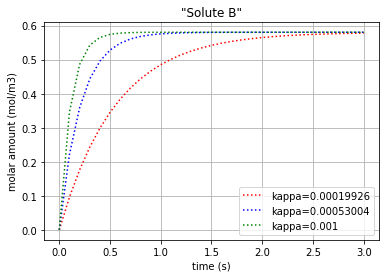 "Solute B"
molar amount (mol/m3)
0.6
0.5
0.4
0.3
0.2
0.1
0.0
kappa=0.00019926
kappa=0.00053004
kappa=0.001
0.0 0.5 1.0 1.5 2.0 2.5 3.0
time (s)